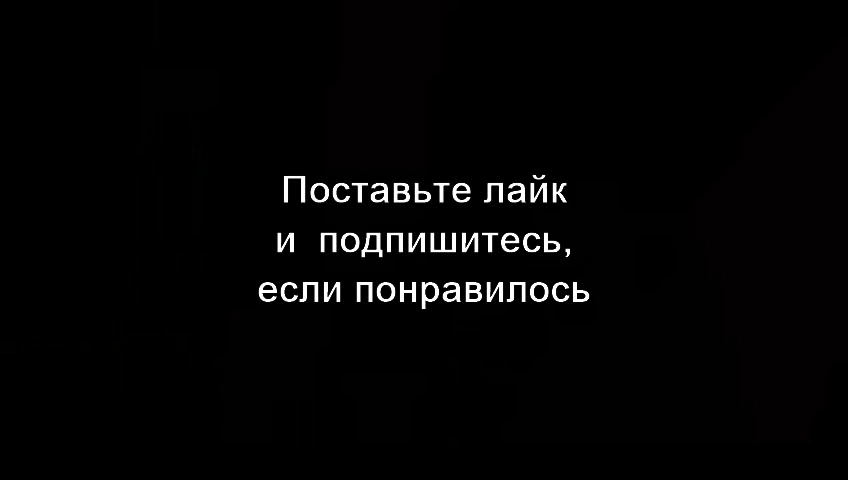 Поставьте лайк
и подпишитесь,
если понравилось